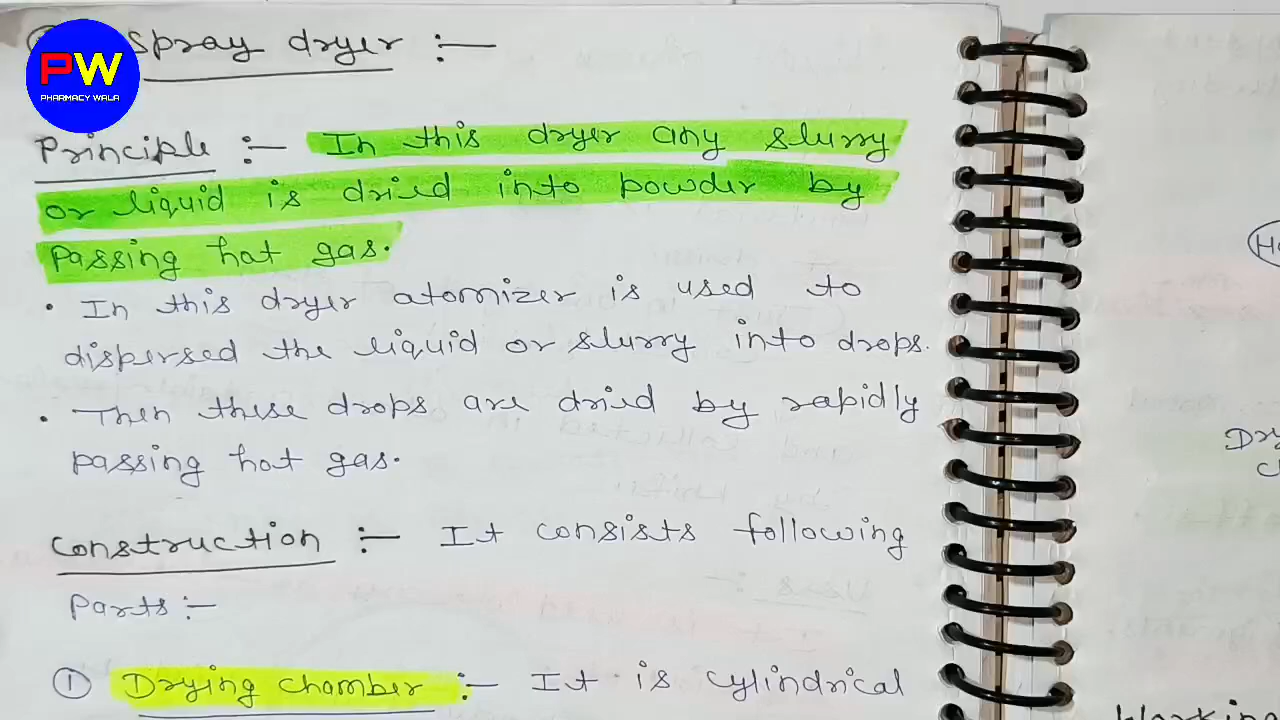 PW
PHARMACY WALA
spray dryer :-
Principle :- In this dryer any slurry
or liquid is dried into powder by
passing hot gas.
• In this dryer atomizer is used to
dispersed the liquid or slurry into drops.
• Then these drops are dried by rapidly
passing hot gas.
Construction :- It consists following
Parts :-
① Drying chamber :- It is cylindrical